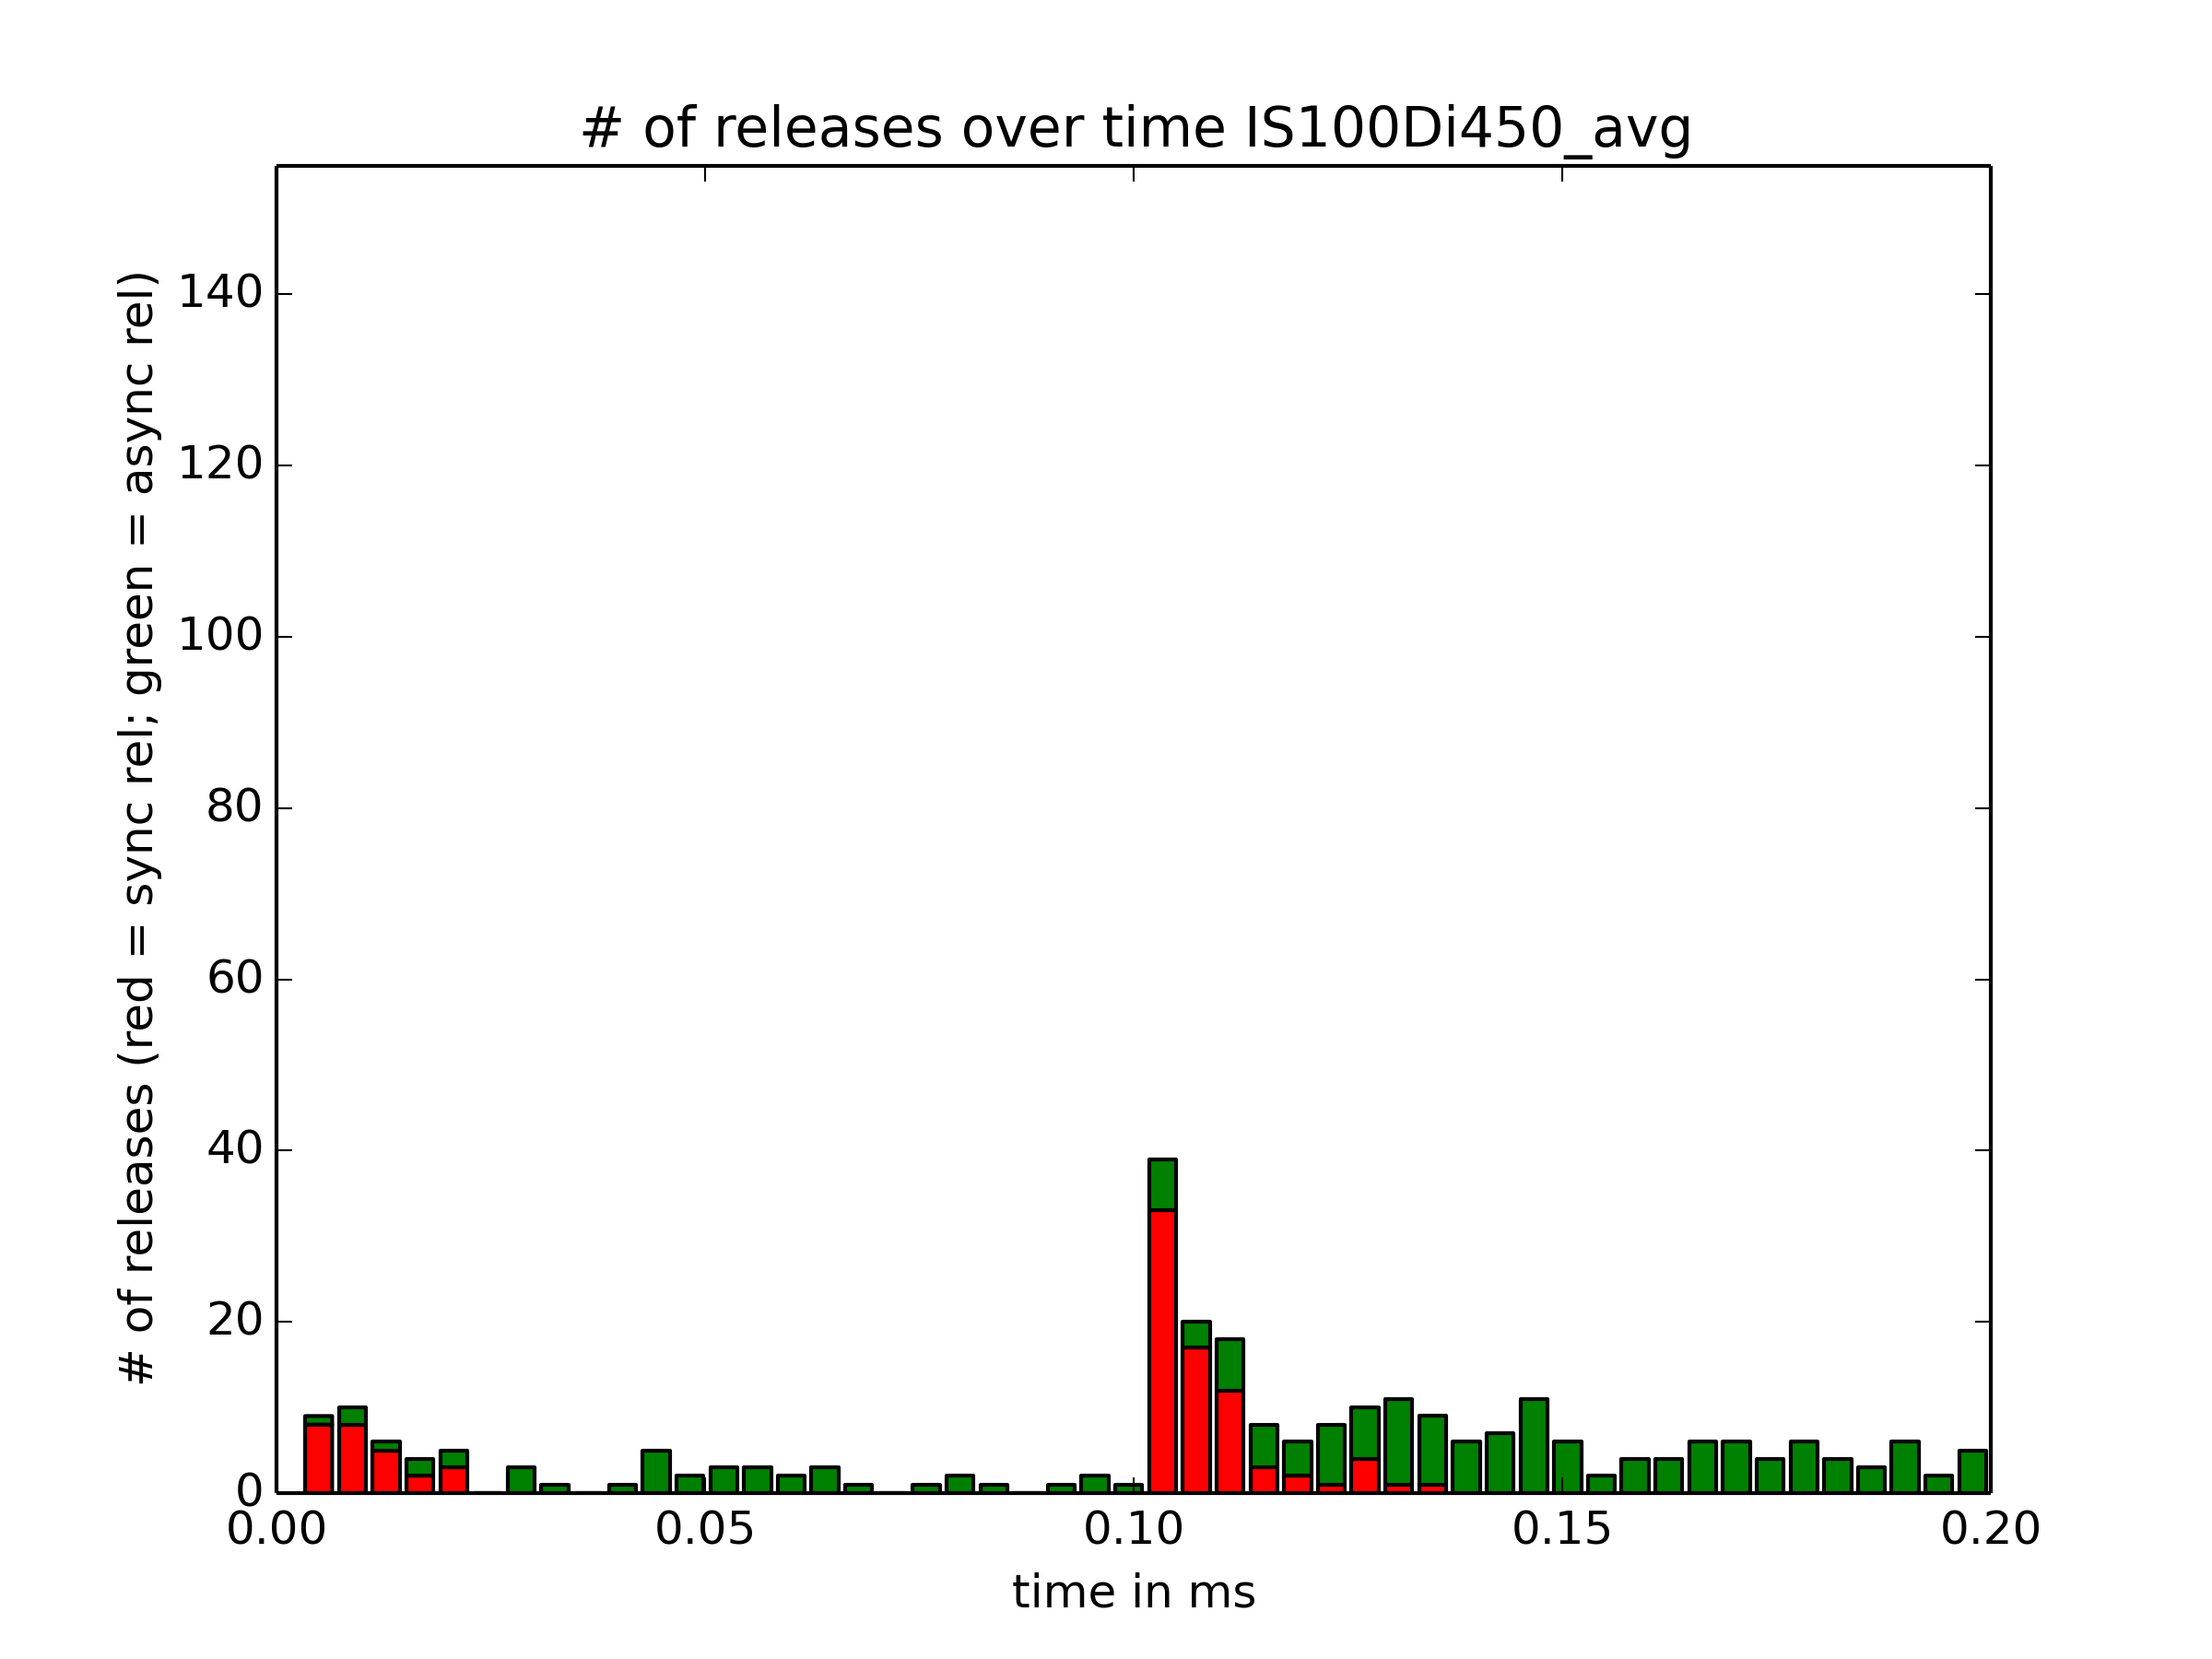 # of releases over time IS100Di450_avg
# of releases (red = sync rel; green = async rel)
140
120
100
80
60
40
20
0
0.00 0.05 0.10 0.15 0.20
time in ms